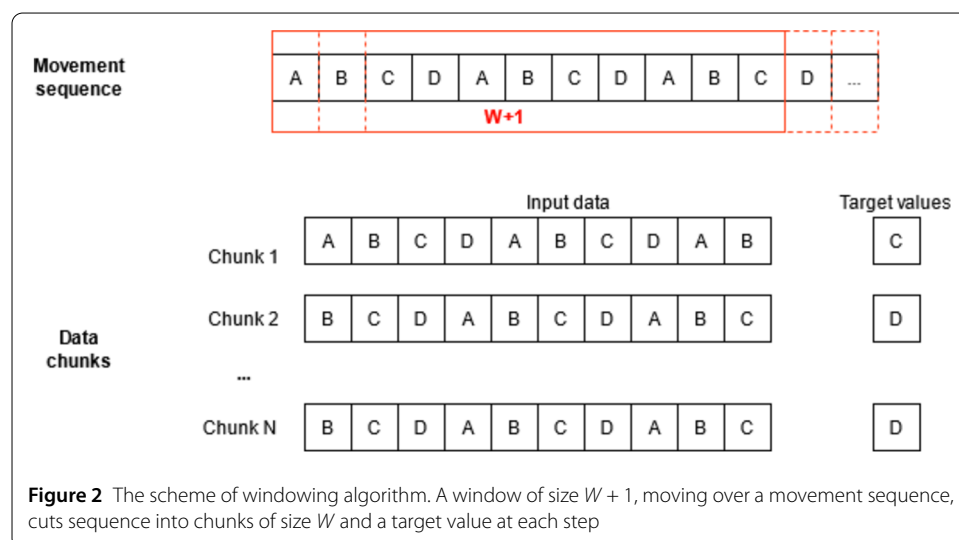 Movement
sequence
A B C D A B C D A B C D ...
W+1
Input data Target values
Chunk 1 A B C D A B C D A B C
Chunk 2 B C D A B C D A B C D
Data
chunks
...
Chunk N B C D A B C D A B C D
Figure 2 The scheme of windowing algorithm. A window of size W + 1, moving over a movement sequence,
cuts sequence into chunks of size W and a target value at each step